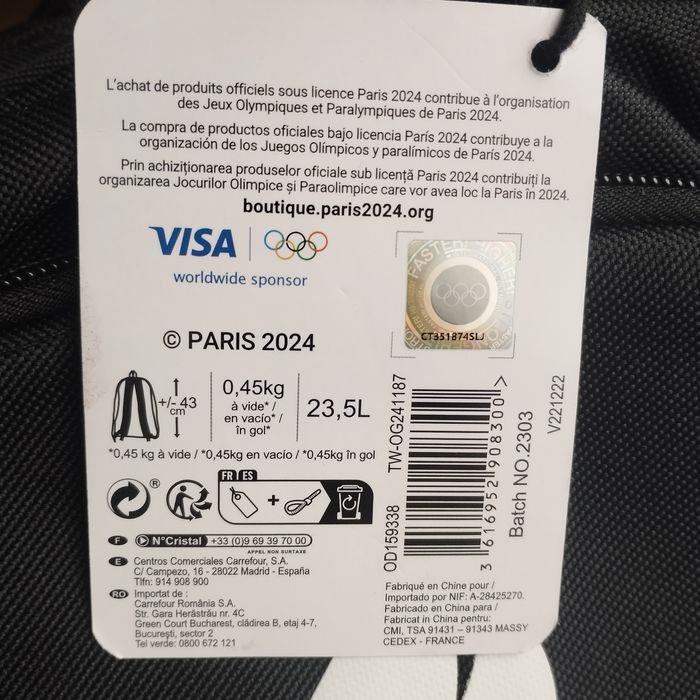 L'achat de produits officiels sous licence Paris 2024 contribue à l'organisation
des Jeux Olympiques et Paralympiques de Paris 2024.
La compra de productos oficiales bajo licencia París 2024 contribuye a la
organización de los Juegos Olímpicos y paralímpicos de París 2024.
Prin achiziționarea produselor oficiale sub licență Paris 2024 contribuiți la
organizarea Jocurilor Olimpice și Paraolimpice care vor avea loc la Paris în 2024.
boutique.paris2024.org
VISA
worldwide sponsor
FASTER HIGHER
CT351874SLJ
© PARIS 2024
+/- 43
cm
0,45kg
à vide* /
en vacío* /
în gol*
23,5L
*0,45 kg à vide / *0,45kg en vacío / *0,45kg în gol
OD159338 TW-OG241187
3 616952 908300 >
Batch NO.2303
V221222
®
FR ES
F N°Cristal +33 (0)9 69 39 70 00
APPEL NON SURTAXE
E Centros Comerciales Carrefour, S.A.
C/ Campezo, 16 - 28022 Madrid - España
Tlfn: 914 908 900
RO Importat de :
Carrefour România S.A.
Str. Gara Herăstrău nr. 4C
Green Court Bucharest, clădirea B, etaj 4-7,
București, sector 2
Tel verde: 0800 672 121
Fabriqué en Chine pour /
Importado por NIF: A-28425270.
Fabricado en China para /
Fabricat in China pentru:
CMI, TSA 91431 – 91343 MASSY
CEDEX - FRANCE